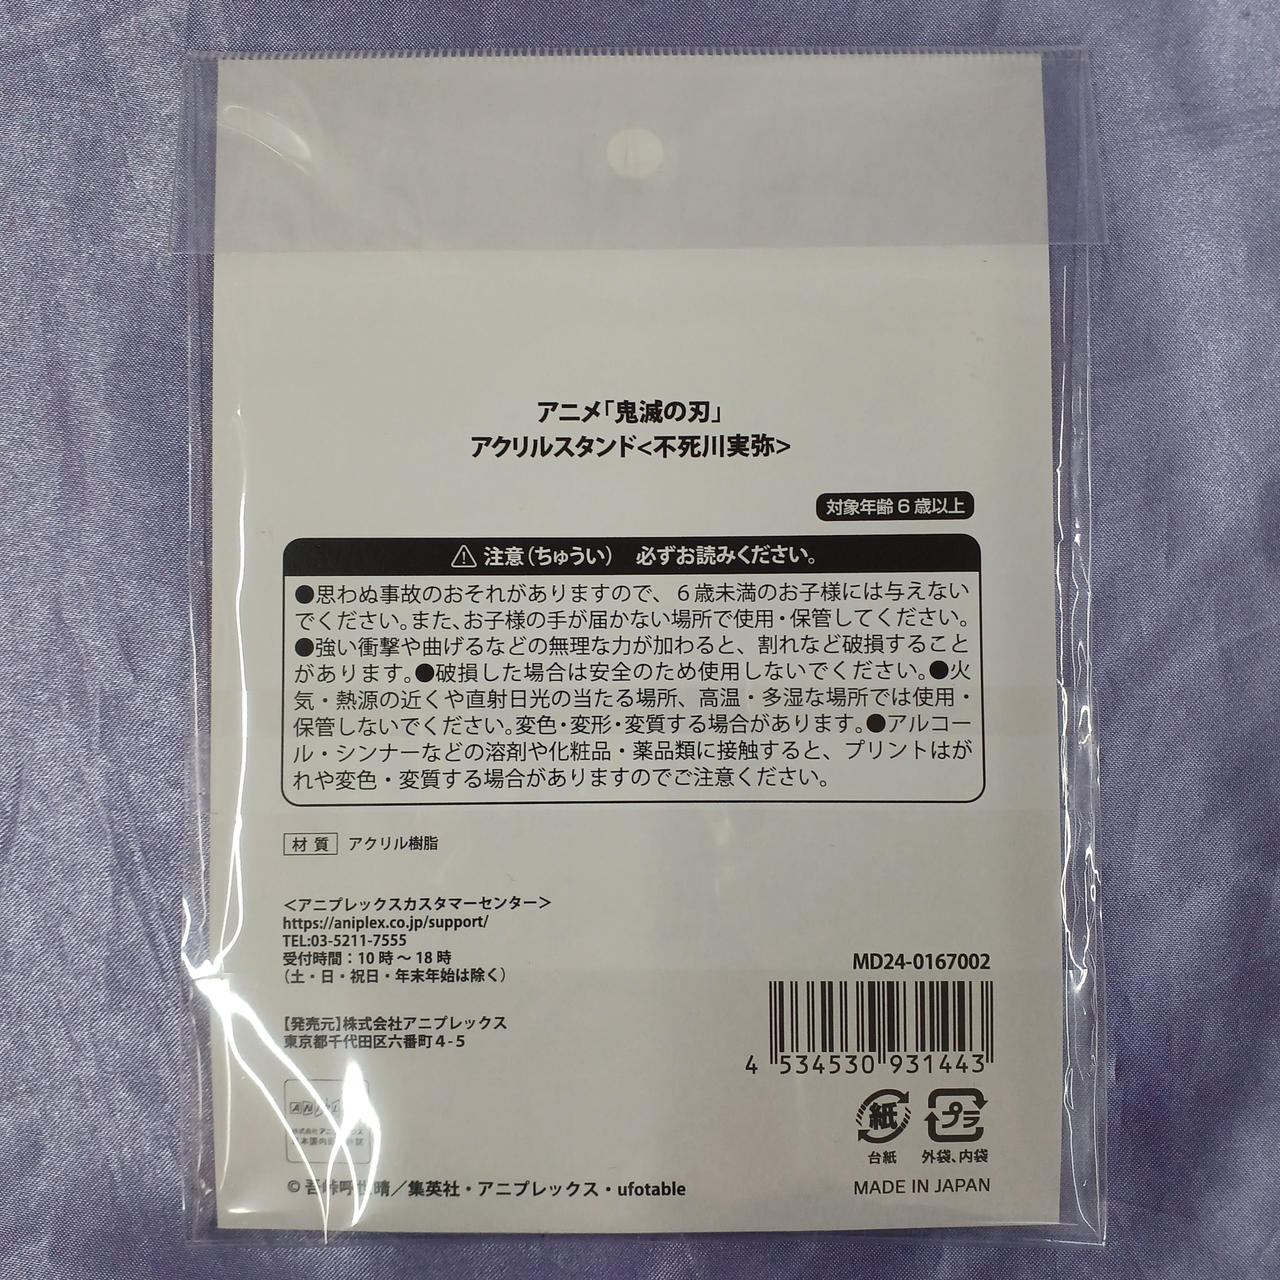 アニメ「鬼滅の刃」
アクリルスタンド<不死川実弥>
対象年齢6歳以上
注意(ちゅうい) 必ずお読みください。
●思わぬ事故のおそれがありますので、6歳未満のお子様には与えない
でください。また、お子様の手が届かない場所で使用・保管してください。
●強い衝撃や曲げるなどの無理な力が加わると、割れなど破損すること
があります。●破損した場合は安全のため使用しないでください。●火
気・熱源の近くや直射日光の当たる場所、高温・多湿な場所では使用・
保管しないでください。変色・変形・変質する場合があります。●アルコー
ル・シンナーなどの溶剤や化粧品・薬品類に接触すると、プリントはが
れや変色・変質する場合がありますのでご注意ください。
材質 アクリル樹脂
<アニプレックスカスタマーセンター>
https://aniplex.co.jp/support/
TEL:03-5211-7555
受付時間：10時〜18時
(土・日・祝日・年末年始は除く)
【発売元】株式会社アニプレックス
東京都千代田区六番町4-5
MD24-0167002
4 534530 931443
紙 プラ
台紙 外袋、内袋
株式会社アニプレックス
© 吾峠呼世晴／集英社・アニプレックス・ufotable
MADE IN JAPAN